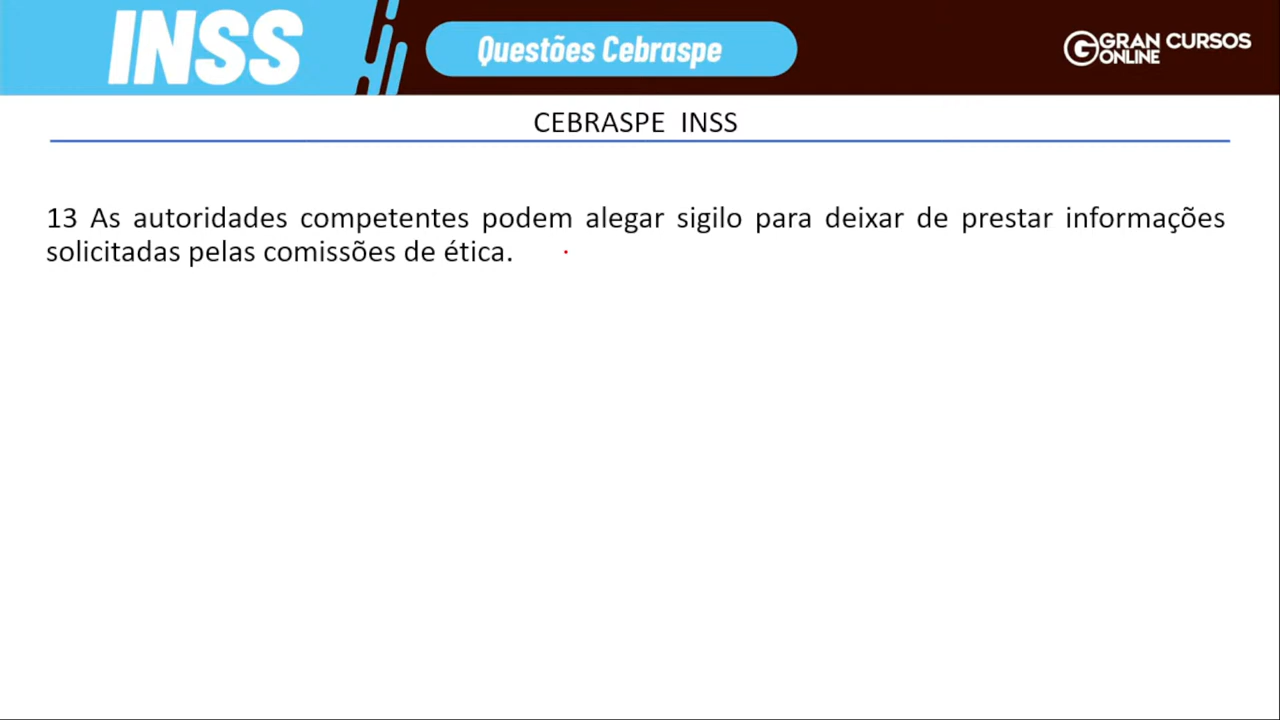 INSS
Questões Cebraspe
GRAN CURSOS
ONLINE
CEBRASPE INSS
13 As autoridades competentes podem alegar sigilo para deixar de prestar informações
solicitadas pelas comissões de ética.